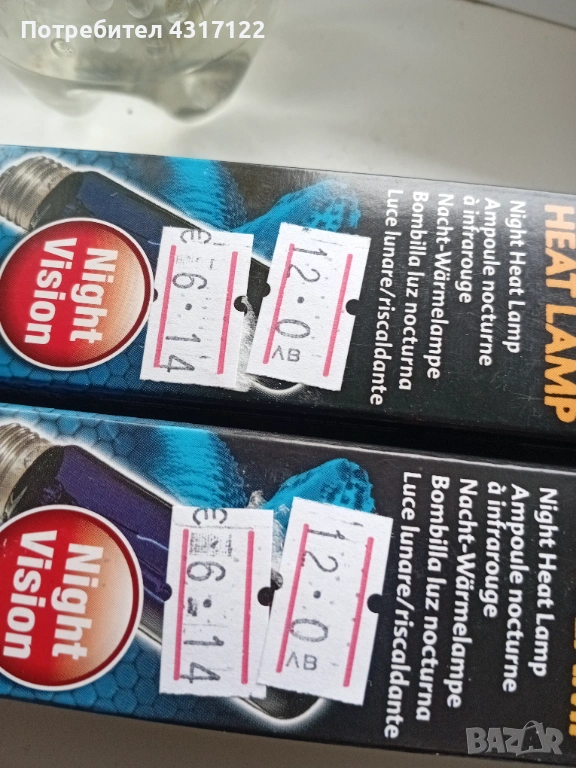 Потребител 4317122
HEAT LAMP
Night Heat Lamp
Ampoule nocturne
à infrarouge
Nacht-Wärmelampe
Bombilla luz nocturna
Luce lunare/riscaldante
12.0
ЛВ
€
6.14
Night
Vision
Night Heat Lamp
Ampoule nocturne
à infrarouge
Nacht-Wärmelampe
Bombilla luz nocturna
Luce lunare/riscaldante
12.0
ЛВ
€
6.14
Night
Vision
BAZAR